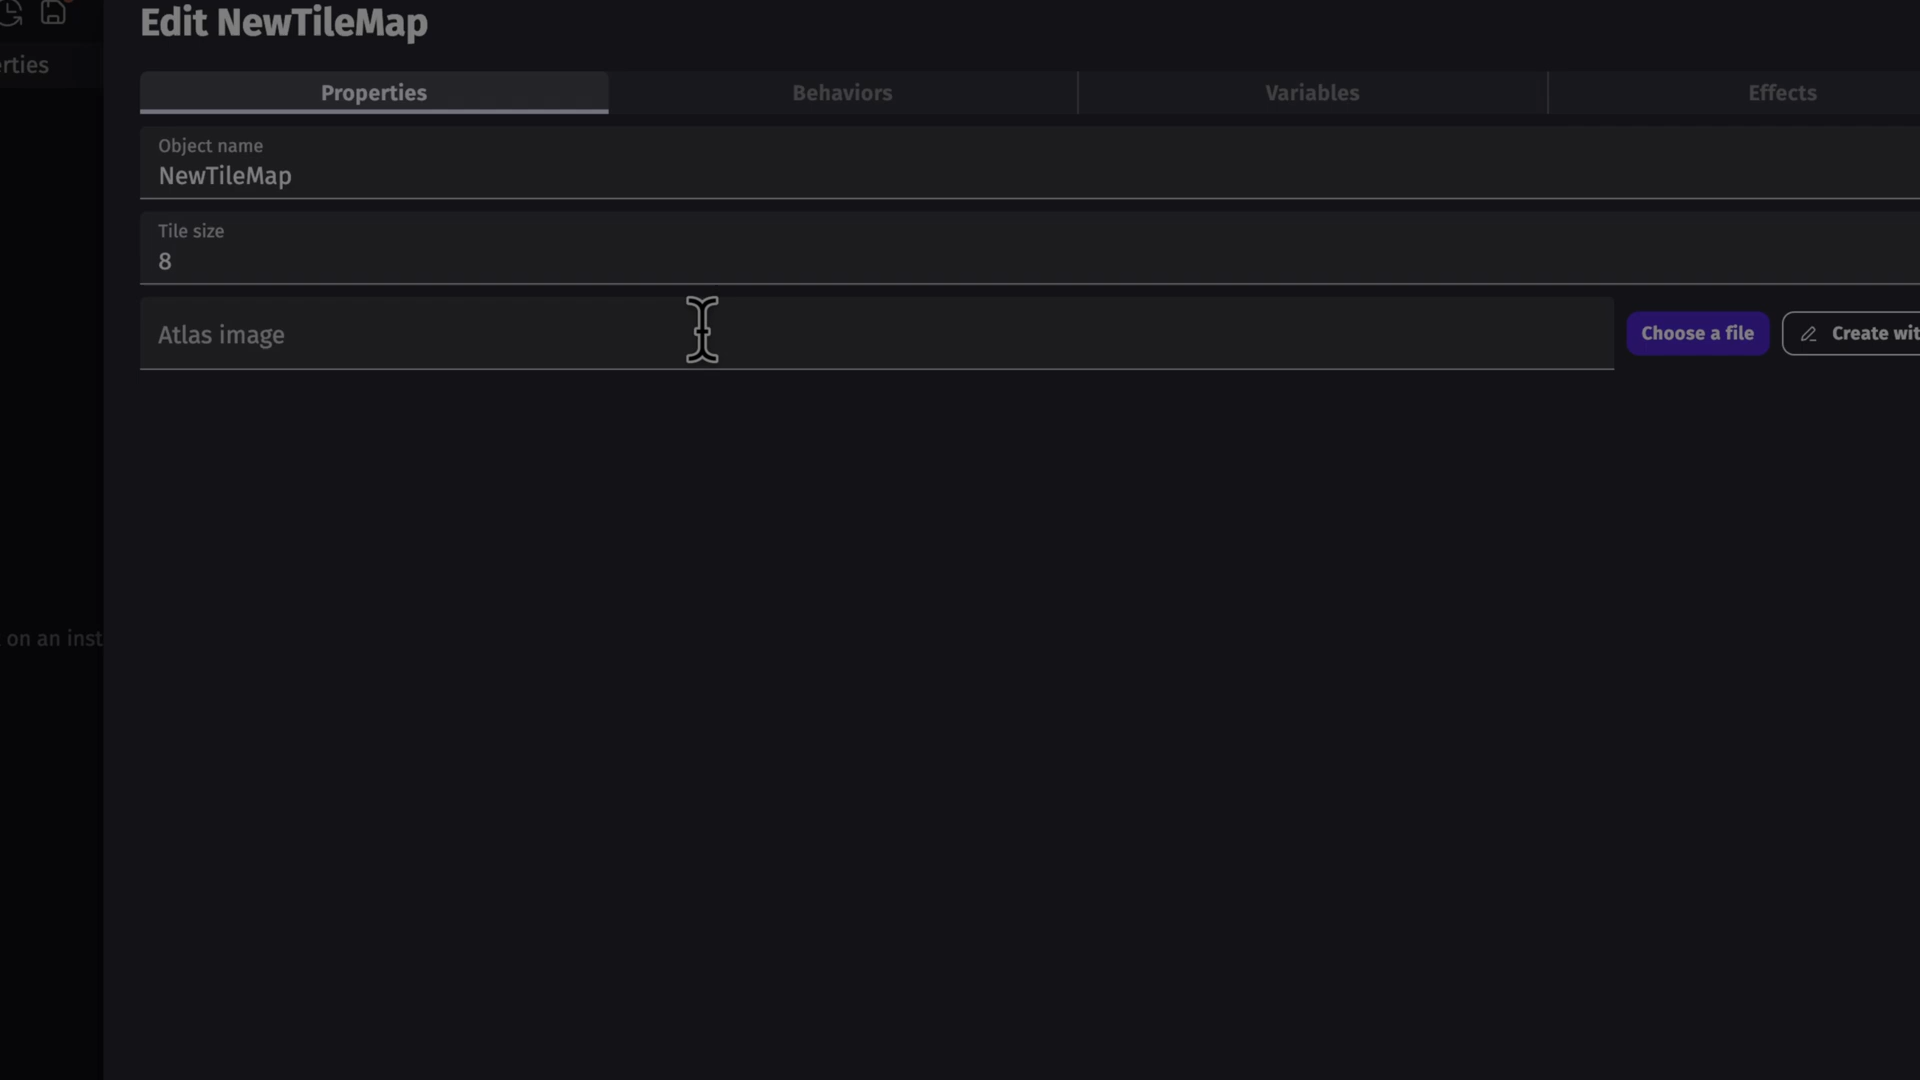 Edit NewTileMap
erties
Properties
Behaviors
Variables
Effects
Object name
NewTileMap
Tile size
8
Atlas image
Choose a file
Create wit
on an inst